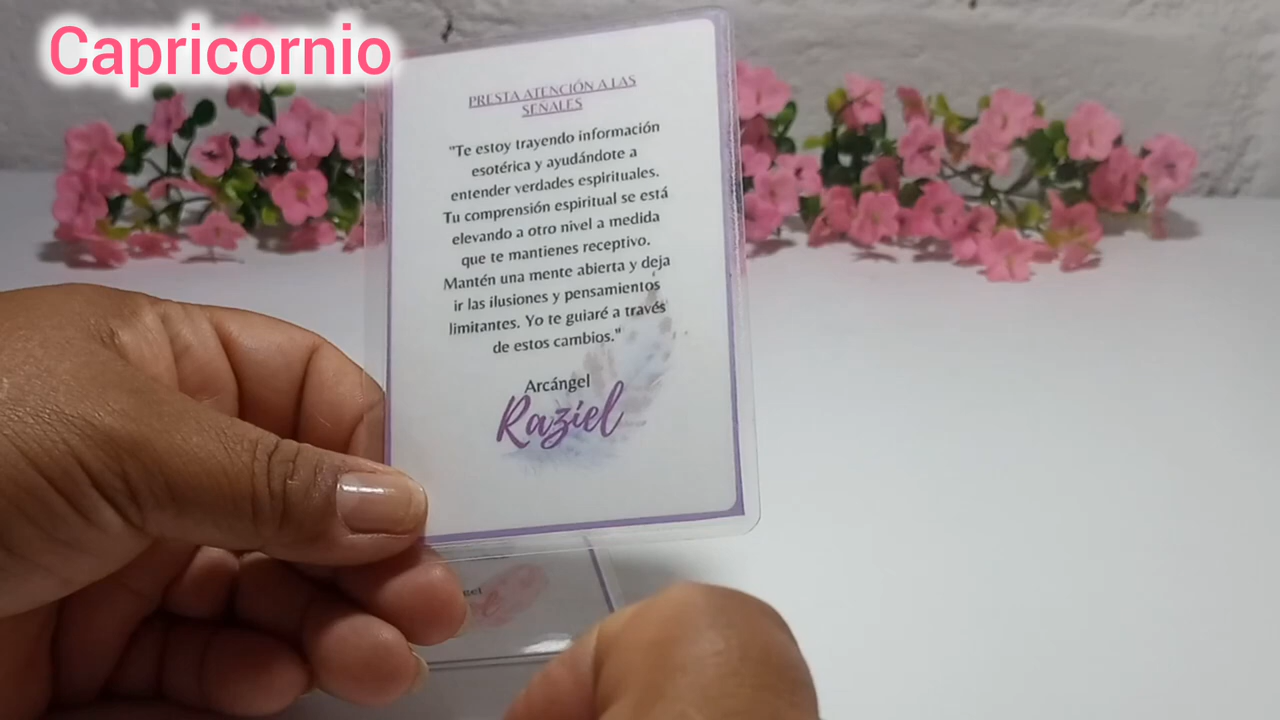 Capricornio
PRESTA ATENCIÓN A LAS
SEÑALES
"Te estoy trayendo información
esotérica y ayudándote a
entender verdades espirituales.
Tu comprensión espiritual se está
elevando a otro nivel a medida
que te mantienes receptivo.
Mantén una mente abierta y deja
ir las ilusiones y pensamientos
limitantes. Yo te guiaré a través
de estos cambios."
Arcángel
Raziel